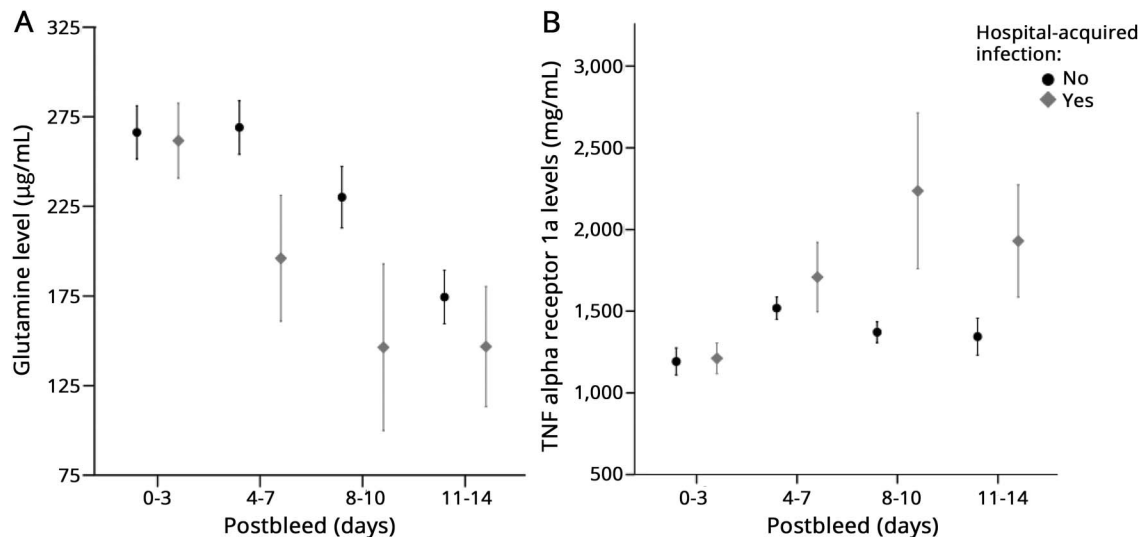 A
Glutamine level (µg/mL)
325
275
225
175
125
75
0-3 4-7 8-10 11-14
Postbleed (days)
B
TNF alpha receptor 1a levels (mg/mL)
3,000
2,500
2,000
1,500
1,000
500
0-3 4-7 8-10 11-14
Postbleed (days)
Hospital-acquired
infection:
No
Yes